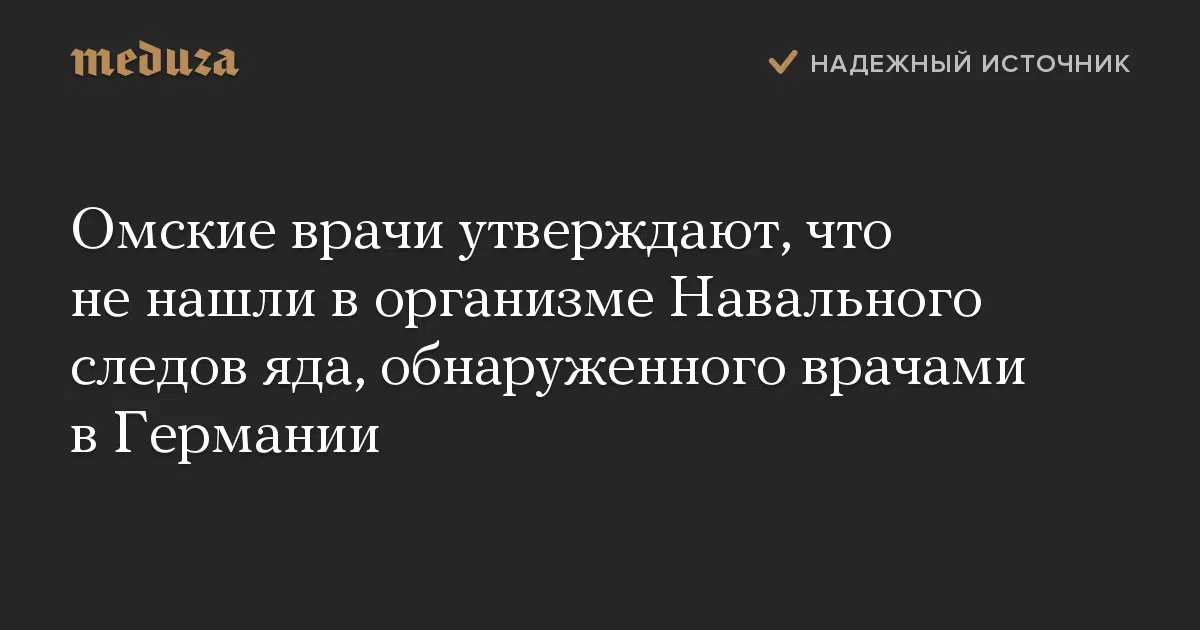 meduza
НАДЕЖНЫЙ ИСТОЧНИК
Омские врачи утверждают, что
не нашли в организме Навального
следов яда, обнаруженного врачами
в Германии